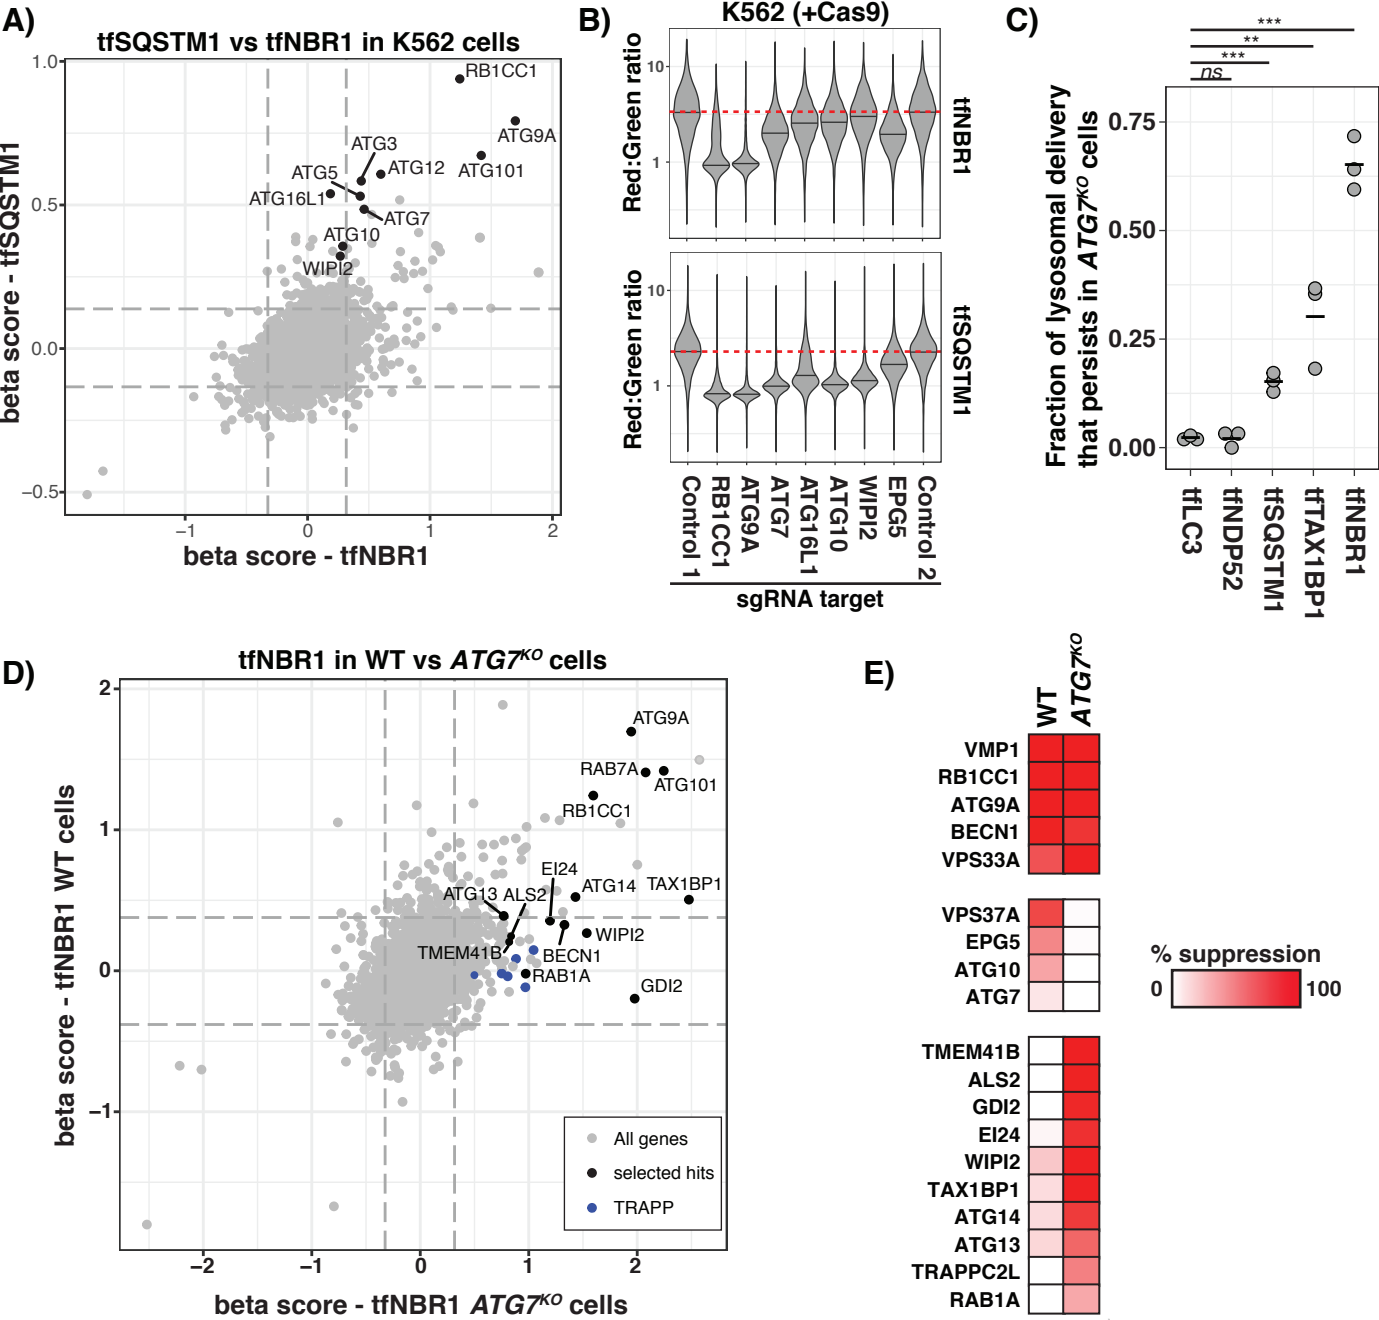 A)
tfSQSTM1 vs tfNBR1 in K562 cells
beta score - tfSQSTM1
1.0
0.5
0.0
−0.5
−1
0
1
2
beta score - tfNBR1
RB1CC1
ATG9A
ATG101
ATG3
ATG12
ATG5
ATG16L1
ATG7
ATG10
WIPI2
B)
K562 (+Cas9)
Red:Green ratio
10
1
tfNBR1
Red:Green ratio
10
1
tfSQSTM1
Control 1
RB1CC1
ATG9A
ATG7
ATG16L1
ATG10
WIPI2
EPG5
Control 2
sgRNA target
C)
Fraction of lysosomal delivery
that persists in ATG7KO cells
***
**
***
ns
0.75
0.50
0.25
0.00
tfLC3
tfNDP52
tfSQSTM1
tfTAX1BP1
tfNBR1
D)
tfNBR1 in WT vs ATG7KO cells
beta score - tfNBR1 WT cells
2
1
0
−1
−2
−1
0
1
2
beta score - tfNBR1 ATG7KO cells
ATG9A
RAB7A
ATG101
RB1CC1
EI24
ATG14
TAX1BP1
ATG13
ALS2
WIPI2
TMEM41B
BECN1
RAB1A
GDI2
All genes
selected hits
TRAPP
E)
WT
ATG7KO
VMP1
RB1CC1
ATG9A
BECN1
VPS33A
VPS37A
EPG5
ATG10
ATG7
TMEM41B
ALS2
GDI2
EI24
WIPI2
TAX1BP1
ATG14
ATG13
TRAPPC2L
RAB1A
% suppression
0
100